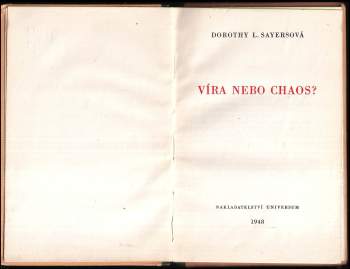 DOROTHY L. SAYERSOVÁ
VÍRA NEBO CHAOS?
NAKLADATELSTVÍ UNIVERSUM
1948